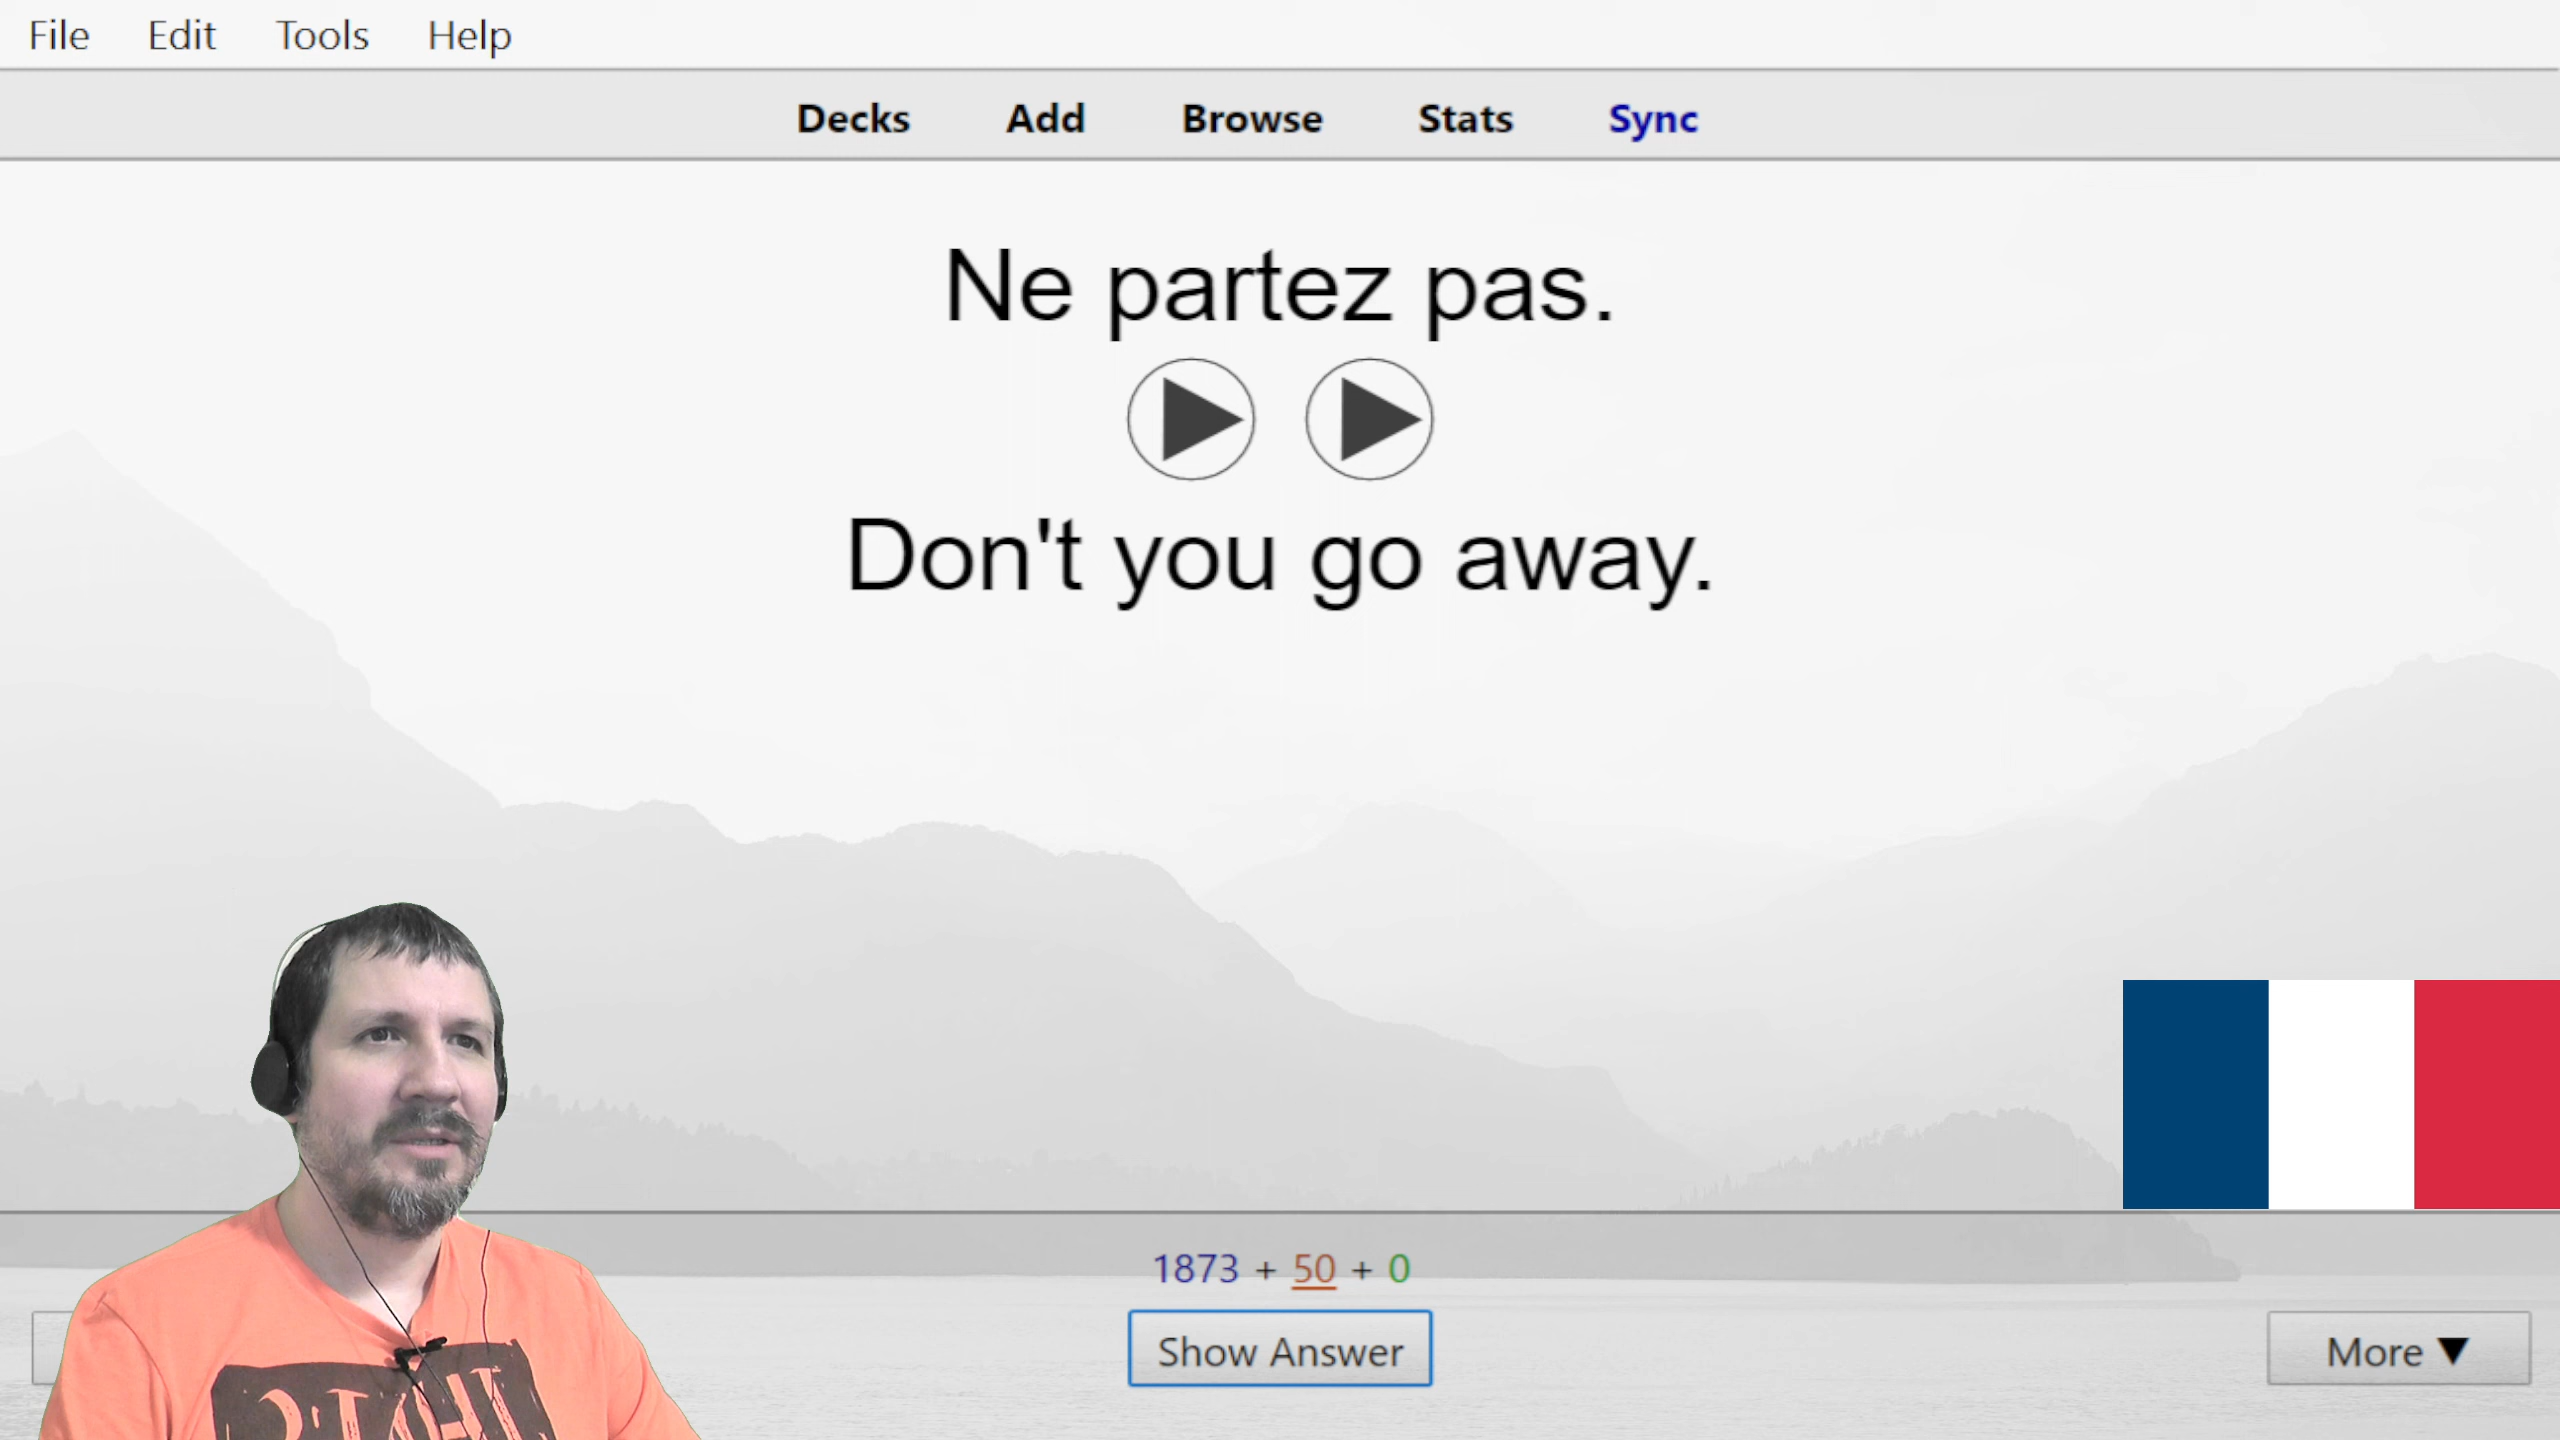 File Edit Tools Help
Decks Add Browse Stats Sync
Ne partez pas.
Don't you go away.
1873 + 50 + 0
Show Answer
More ▼